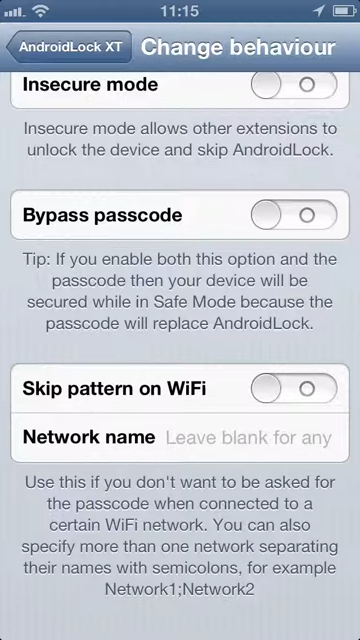 11:15
AndroidLock XT
Change behaviour
Insecure mode
Insecure mode allows other extensions to
unlock the device and skip AndroidLock.
Bypass passcode
Tip: If you enable both this option and the
passcode then your device will be
secured while in Safe Mode because the
passcode will replace AndroidLock.
Skip pattern on WiFi
Network name Leave blank for any
Use this if you don't want to be asked for
the passcode when connected to a
certain WiFi network. You can also
specify more than one network separating
their names with semicolons, for example
Network1;Network2